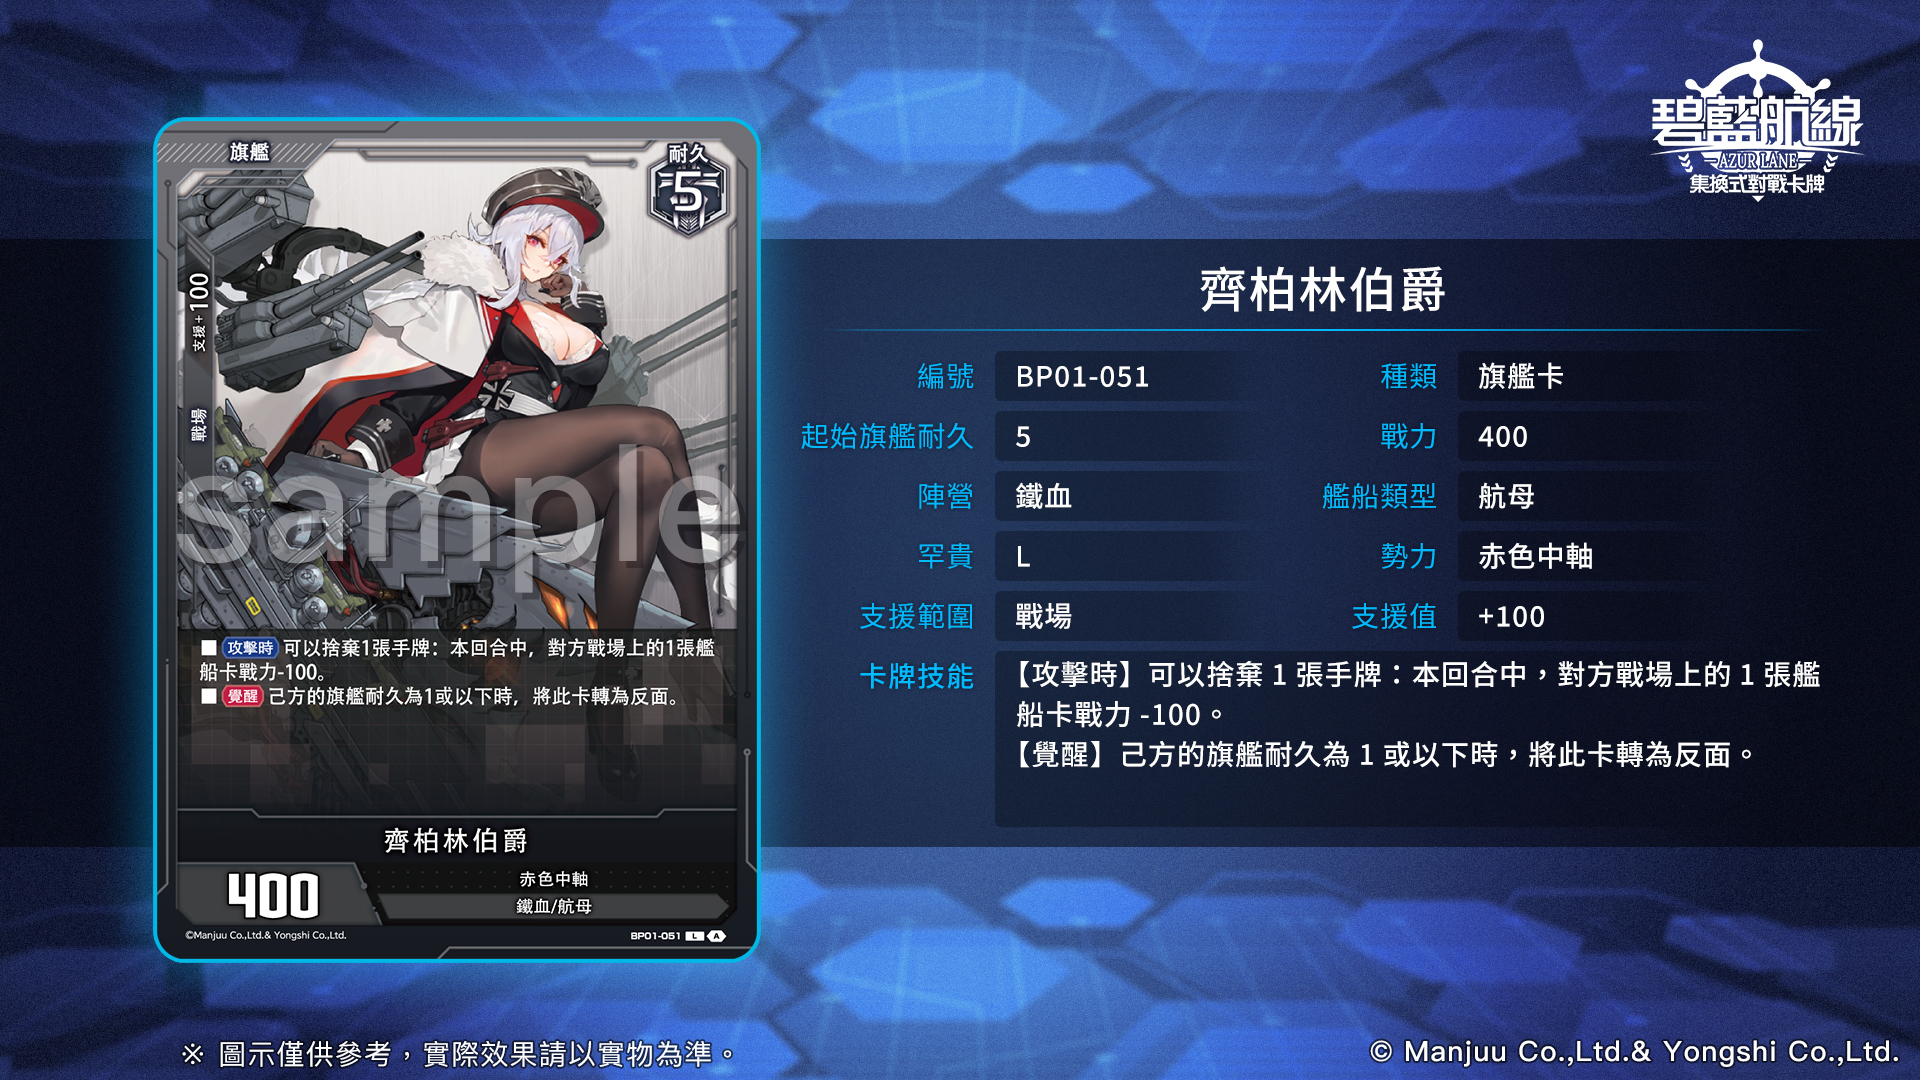 碧藍航線
AZUR LANE
集換式對戰卡牌
旗艦
耐久
5
支援+100
戰場
sample
■ 攻擊時 可以捨棄1張手牌：本回合中，對方戰場上的1張艦
船卡戰力-100。
■ 覺醒 己方的旗艦耐久為1或以下時，將此卡轉為反面。
齊柏林伯爵
400
赤色中軸
鐵血/航母
©Manjuu Co.,Ltd.& Yongshi Co.,Ltd.
BP01-051 L A
齊柏林伯爵
編號 BP01-051 種類 旗艦卡
起始旗艦耐久 5 戰力 400
陣營 鐵血 艦船類型 航母
罕貴 L 勢力 赤色中軸
支援範圍 戰場 支援值 +100
卡牌技能 【攻擊時】可以捨棄 1 張手牌：本回合中，對方戰場上的 1 張艦
船卡戰力 -100。
【覺醒】己方的旗艦耐久為 1 或以下時，將此卡轉為反面。
※ 圖示僅供參考，實際效果請以實物為準。
© Manjuu Co.,Ltd.& Yongshi Co.,Ltd.